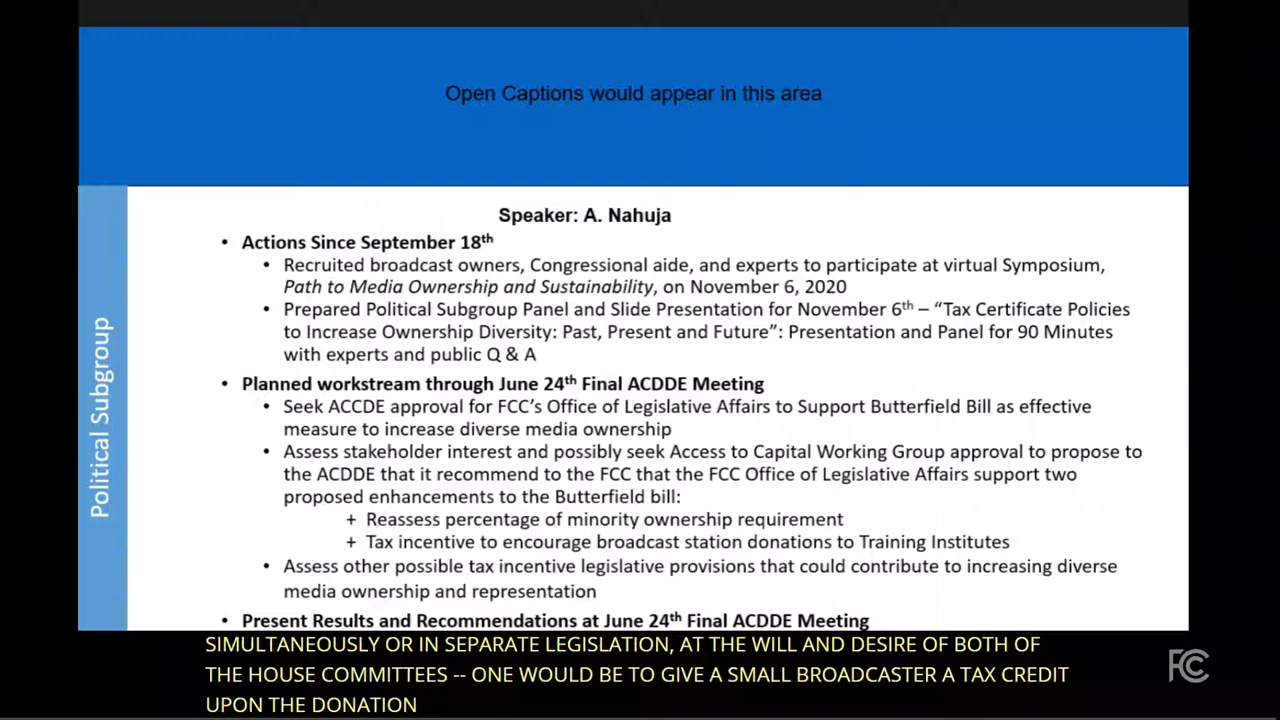 Open Captions would appear in this area
Political Subgroup
Speaker: A. Nahuja
• Actions Since September 18th
• Recruited broadcast owners, Congressional aide, and experts to participate at virtual Symposium,
Path to Media Ownership and Sustainability, on November 6, 2020
• Prepared Political Subgroup Panel and Slide Presentation for November 6th – “Tax Certificate Policies
to Increase Ownership Diversity: Past, Present and Future”: Presentation and Panel for 90 Minutes
with experts and public Q & A
• Planned workstream through June 24th Final ACDDE Meeting
• Seek ACCDE approval for FCC’s Office of Legislative Affairs to Support Butterfield Bill as effective
measure to increase diverse media ownership
• Assess stakeholder interest and possibly seek Access to Capital Working Group approval to propose to
the ACDDE that it recommend to the FCC that the FCC Office of Legislative Affairs support two
proposed enhancements to the Butterfield bill:
+ Reassess percentage of minority ownership requirement
+ Tax incentive to encourage broadcast station donations to Training Institutes
• Assess other possible tax incentive legislative provisions that could contribute to increasing diverse
media ownership and representation
• Present Results and Recommendations at June 24th Final ACDDE Meeting
SIMULTANEOUSLY OR IN SEPARATE LEGISLATION, AT THE WILL AND DESIRE OF BOTH OF
THE HOUSE COMMITTEES -- ONE WOULD BE TO GIVE A SMALL BROADCASTER A TAX CREDIT
UPON THE DONATION
FCC